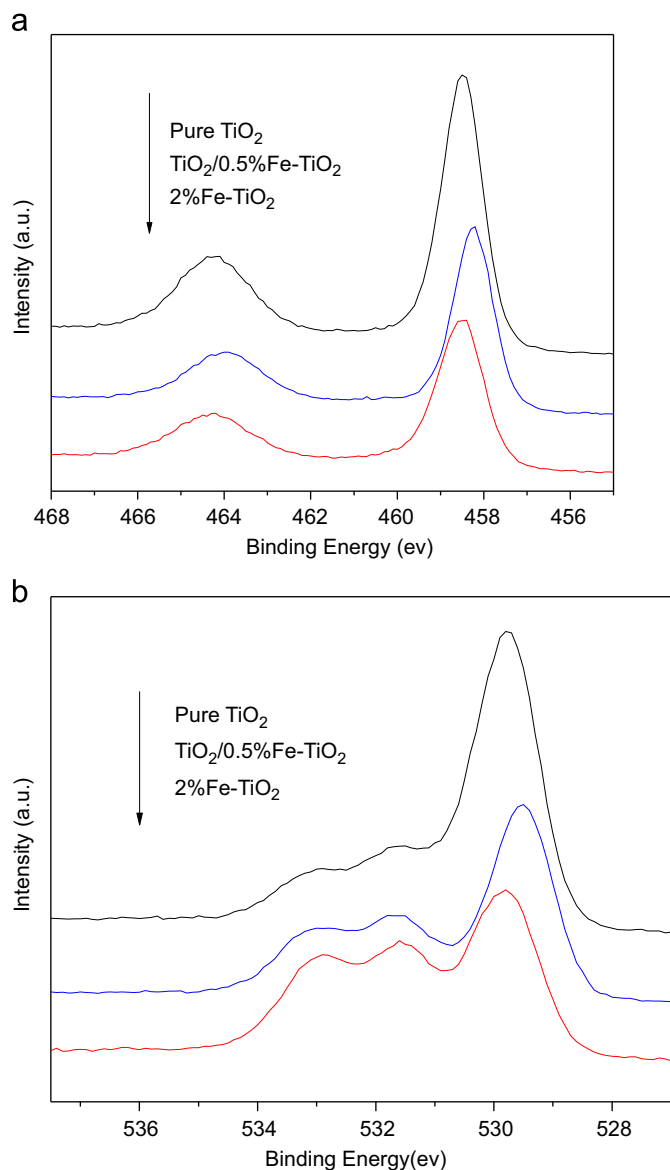 a
Intensity (a.u.)
Pure TiO₂
TiO₂/0.5%Fe-TiO₂
2%Fe-TiO₂
468 466 464 462 460 458 456
Binding Energy (ev)
b
Intensity (a.u.)
Pure TiO₂
TiO₂/0.5%Fe-TiO₂
2%Fe-TiO₂
536 534 532 530 528
Binding Energy(ev)